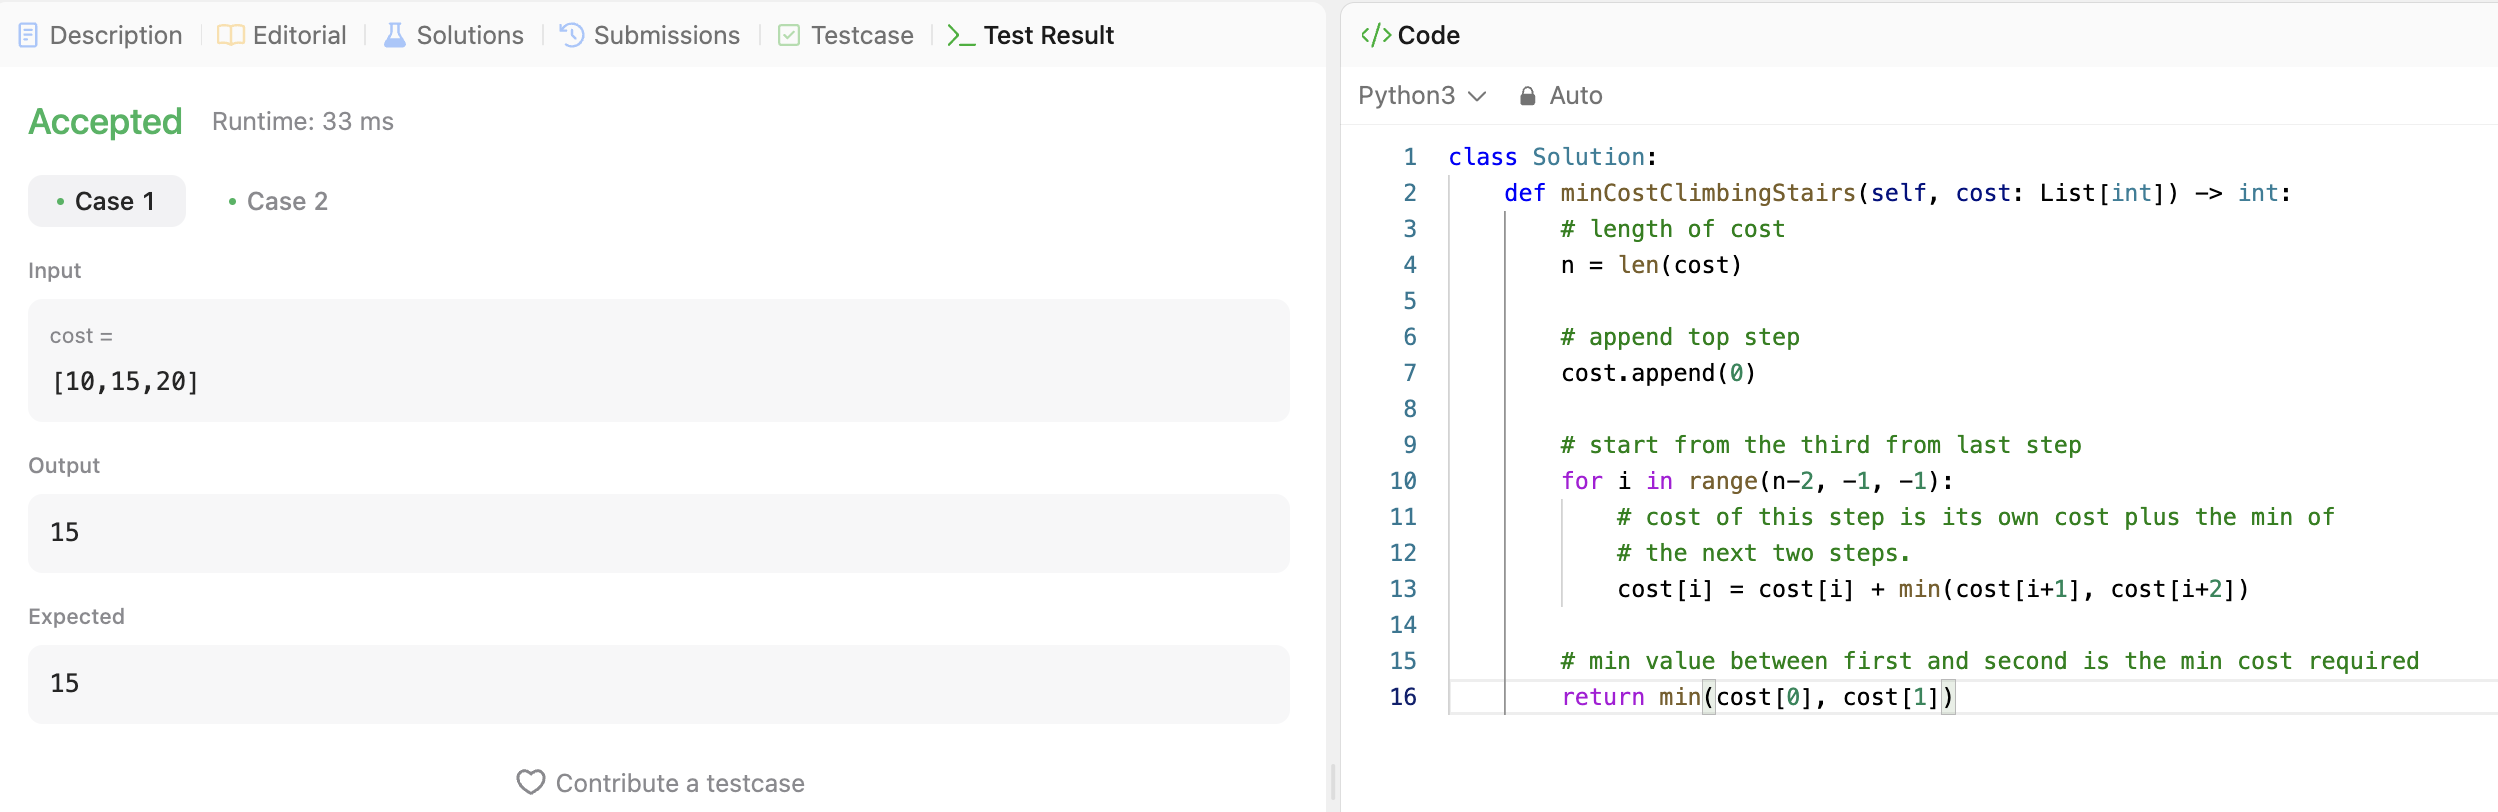 Description Editorial Solutions Submissions Testcase Test Result
Accepted Runtime: 33 ms
Case 1 Case 2
Input
cost =
[10,15,20]
Output
15
Expected
15
Contribute a testcase
Code
Python3 Auto
1 class Solution:
2 def minCostClimbingStairs(self, cost: List[int]) -> int:
3 # length of cost
4 n = len(cost)
5
6 # append top step
7 cost.append(0)
8
9 # start from the third from last step
10 for i in range(n-2, -1, -1):
11 # cost of this step is its own cost plus the min of
12 # the next two steps.
13 cost[i] = cost[i] + min(cost[i+1], cost[i+2])
14
15 # min value between first and second is the min cost required
16 return min(cost[0], cost[1])